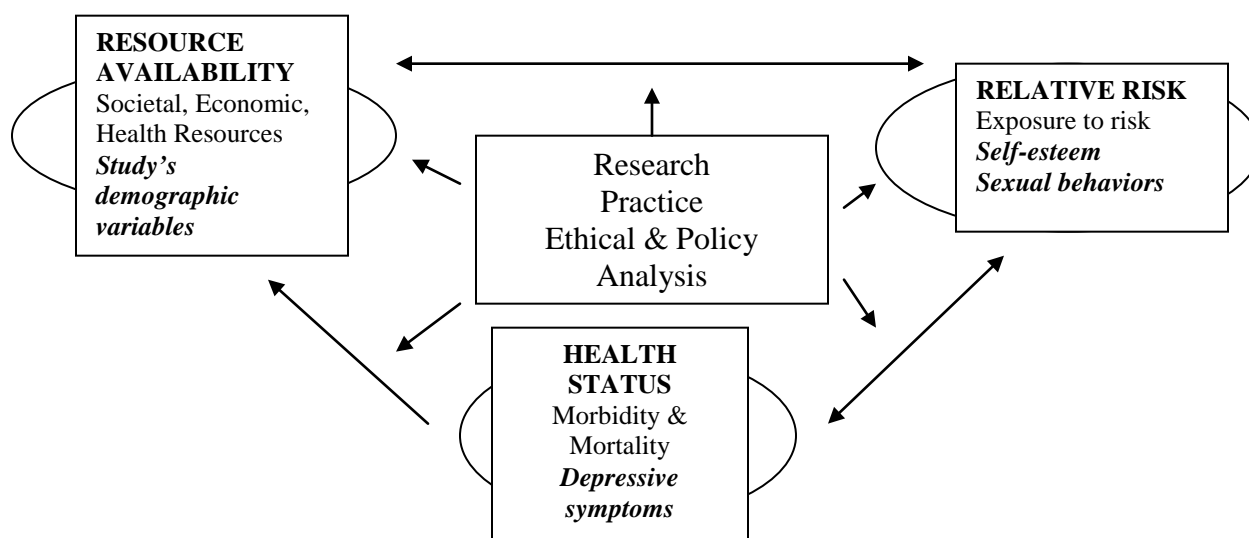 RESOURCE
AVAILABILITY
Societal, Economic,
Health Resources
Study’s
demographic
variables
RELATIVE RISK
Exposure to risk
Self-esteem
Sexual behaviors
Research
Practice
Ethical & Policy
Analysis
HEALTH
STATUS
Morbidity &
Mortality
Depressive
symptoms